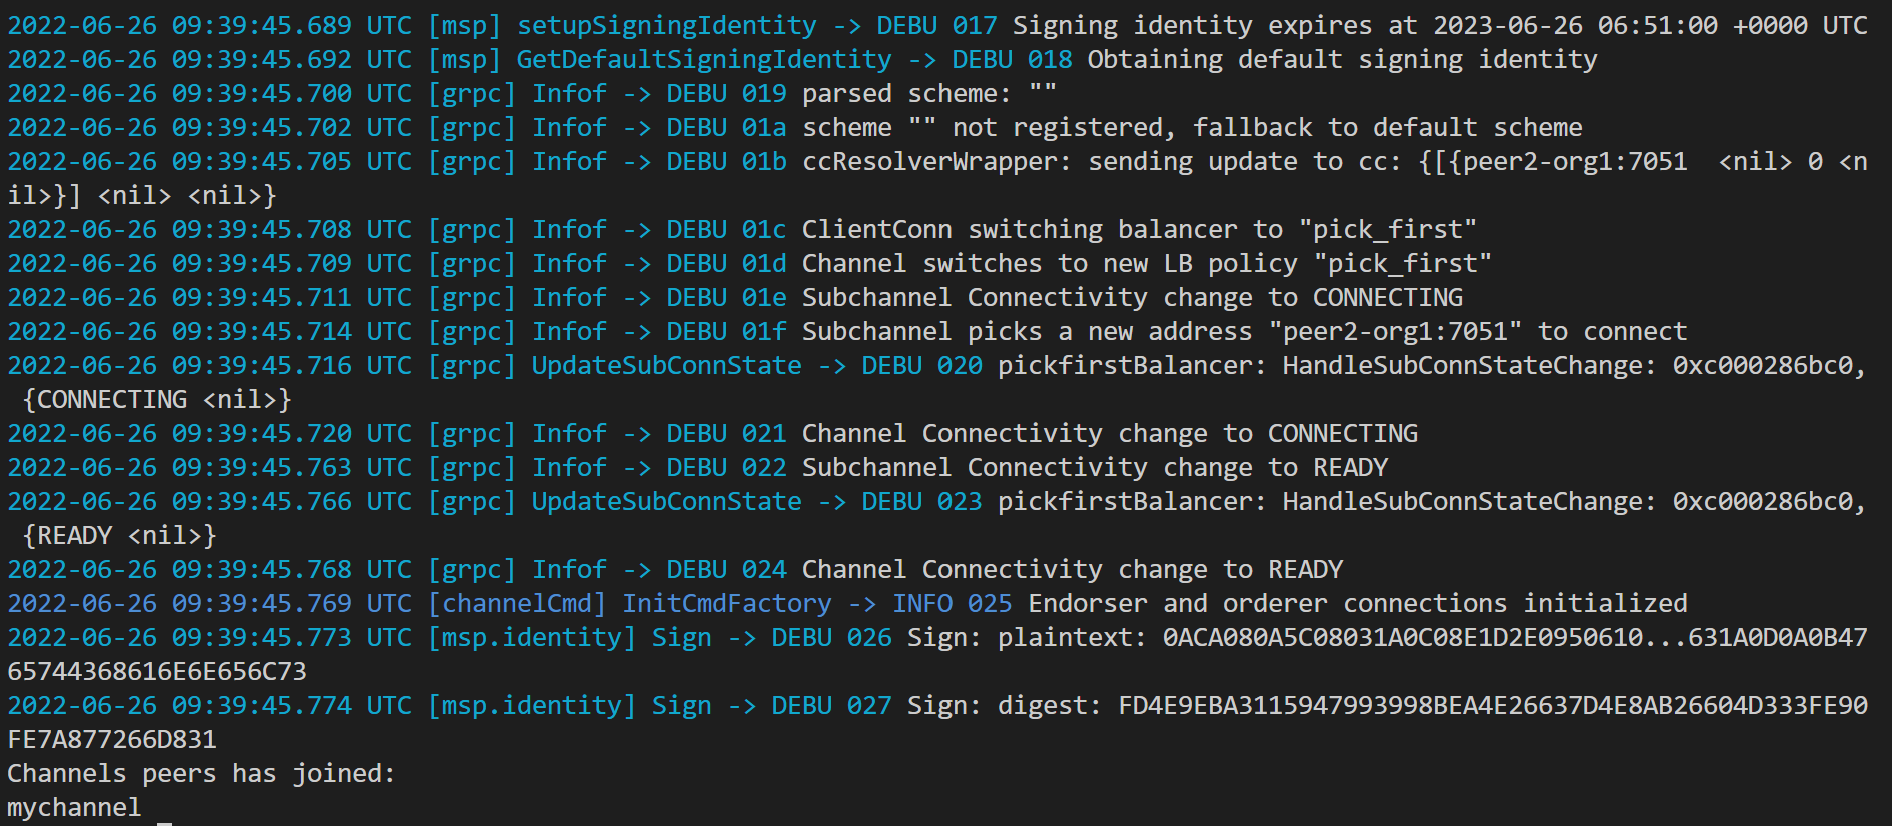 2022-06-26 09:39:45.689 UTC [msp] setupSigningIdentity -> DEBU 017 Signing identity expires at 2023-06-26 06:51:00 +0000 UTC
2022-06-26 09:39:45.692 UTC [msp] GetDefaultSigningIdentity -> DEBU 018 Obtaining default signing identity
2022-06-26 09:39:45.700 UTC [grpc] Infof -> DEBU 019 parsed scheme: ""
2022-06-26 09:39:45.702 UTC [grpc] Infof -> DEBU 01a scheme "" not registered, fallback to default scheme
2022-06-26 09:39:45.705 UTC [grpc] Infof -> DEBU 01b ccResolverWrapper: sending update to cc: {[{peer2-org1:7051  <nil> 0 <n
il>}] <nil> <nil>}
2022-06-26 09:39:45.708 UTC [grpc] Infof -> DEBU 01c ClientConn switching balancer to "pick_first"
2022-06-26 09:39:45.709 UTC [grpc] Infof -> DEBU 01d Channel switches to new LB policy "pick_first"
2022-06-26 09:39:45.711 UTC [grpc] Infof -> DEBU 01e Subchannel Connectivity change to CONNECTING
2022-06-26 09:39:45.714 UTC [grpc] Infof -> DEBU 01f Subchannel picks a new address "peer2-org1:7051" to connect
2022-06-26 09:39:45.716 UTC [grpc] UpdateSubConnState -> DEBU 020 pickfirstBalancer: HandleSubConnStateChange: 0xc000286bc0,
 {CONNECTING <nil>}
2022-06-26 09:39:45.720 UTC [grpc] Infof -> DEBU 021 Channel Connectivity change to CONNECTING
2022-06-26 09:39:45.763 UTC [grpc] Infof -> DEBU 022 Subchannel Connectivity change to READY
2022-06-26 09:39:45.766 UTC [grpc] UpdateSubConnState -> DEBU 023 pickfirstBalancer: HandleSubConnStateChange: 0xc000286bc0,
 {READY <nil>}
2022-06-26 09:39:45.768 UTC [grpc] Infof -> DEBU 024 Channel Connectivity change to READY
2022-06-26 09:39:45.769 UTC [channelCmd] InitCmdFactory -> INFO 025 Endorser and orderer connections initialized
2022-06-26 09:39:45.773 UTC [msp.identity] Sign -> DEBU 026 Sign: plaintext: 0ACA080A5C08031A0C08E1D2E0950610...631A0D0A0B47
65744368616E6E656C73
2022-06-26 09:39:45.774 UTC [msp.identity] Sign -> DEBU 027 Sign: digest: FD4E9EBA3115947993998BEA4E26637D4E8AB26604D333FE90
FE7A877266D831
Channels peers has joined:
mychannel